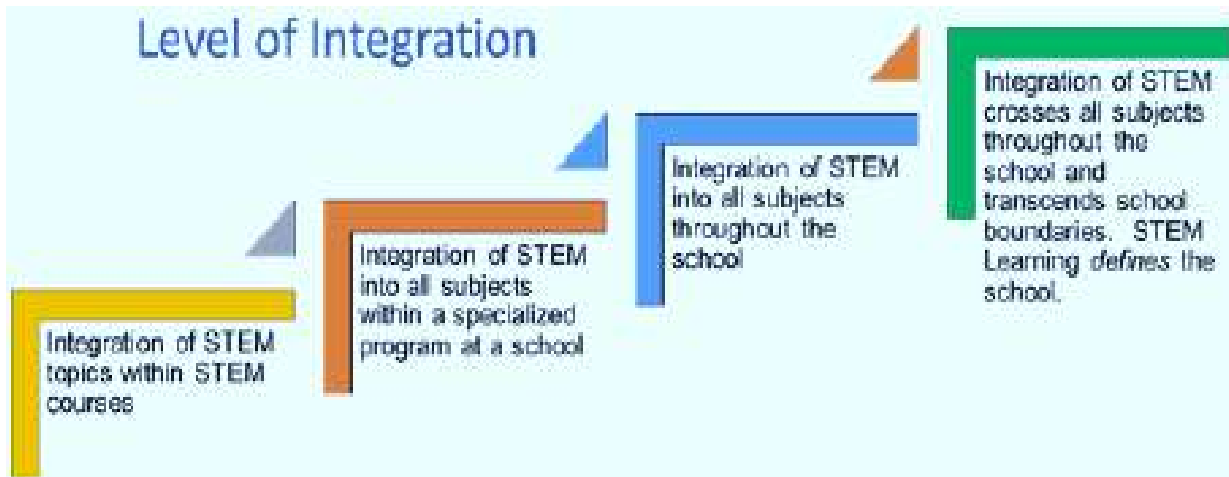 Level of Integration
Integration of STEM
topics within STEM
courses
Integration of STEM
into all subjects
within a specialized
program at a school
Integration of STEM
into all subjects
throughout the
school
Integration of STEM
crosses all subjects
throughout the
school and
transcends school
boundaries. STEM
Learning defines the
school.